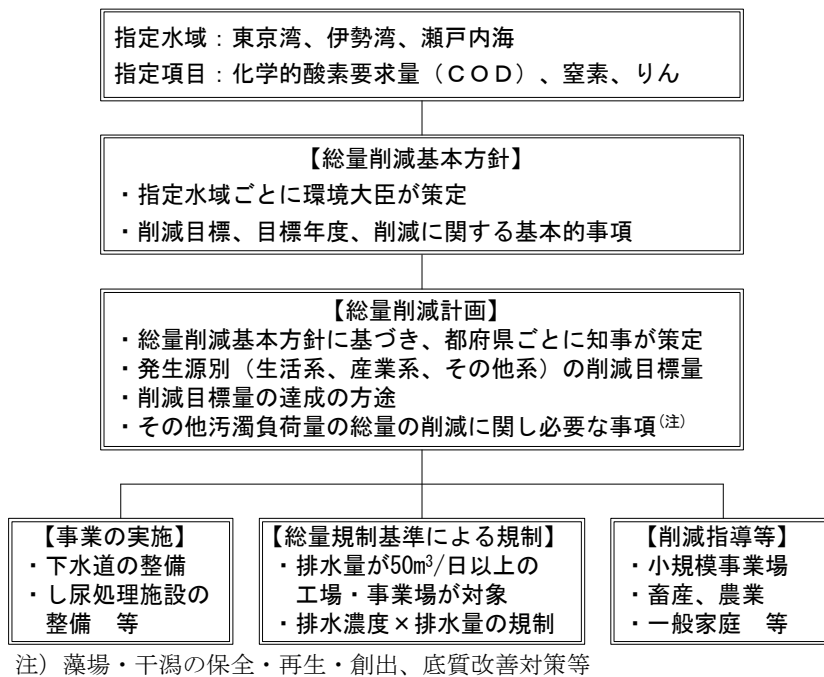 指定水域：東京湾、伊勢湾、瀬戸内海
指定項目：化学的酸素要求量（ＣＯＤ）、窒素、りん
【総量削減基本方針】
・指定水域ごとに環境大臣が策定
・削減目標、目標年度、削減に関する基本的事項
【総量削減計画】
・総量削減基本方針に基づき、都府県ごとに知事が策定
・発生源別（生活系、産業系、その他系）の削減目標量
・削減目標量の達成の方途
・その他汚濁負荷量の総量の削減に関し必要な事項(注)
【事業の実施】
・下水道の整備
・し尿処理施設の
整備　等
【総量規制基準による規制】
・排水量が50m³/日以上の
工場・事業場が対象
・排水濃度×排水量の規制
【削減指導等】
・小規模事業場
・畜産、農業
・一般家庭　等
注）藻場・干潟の保全・再生・創出、底質改善対策等